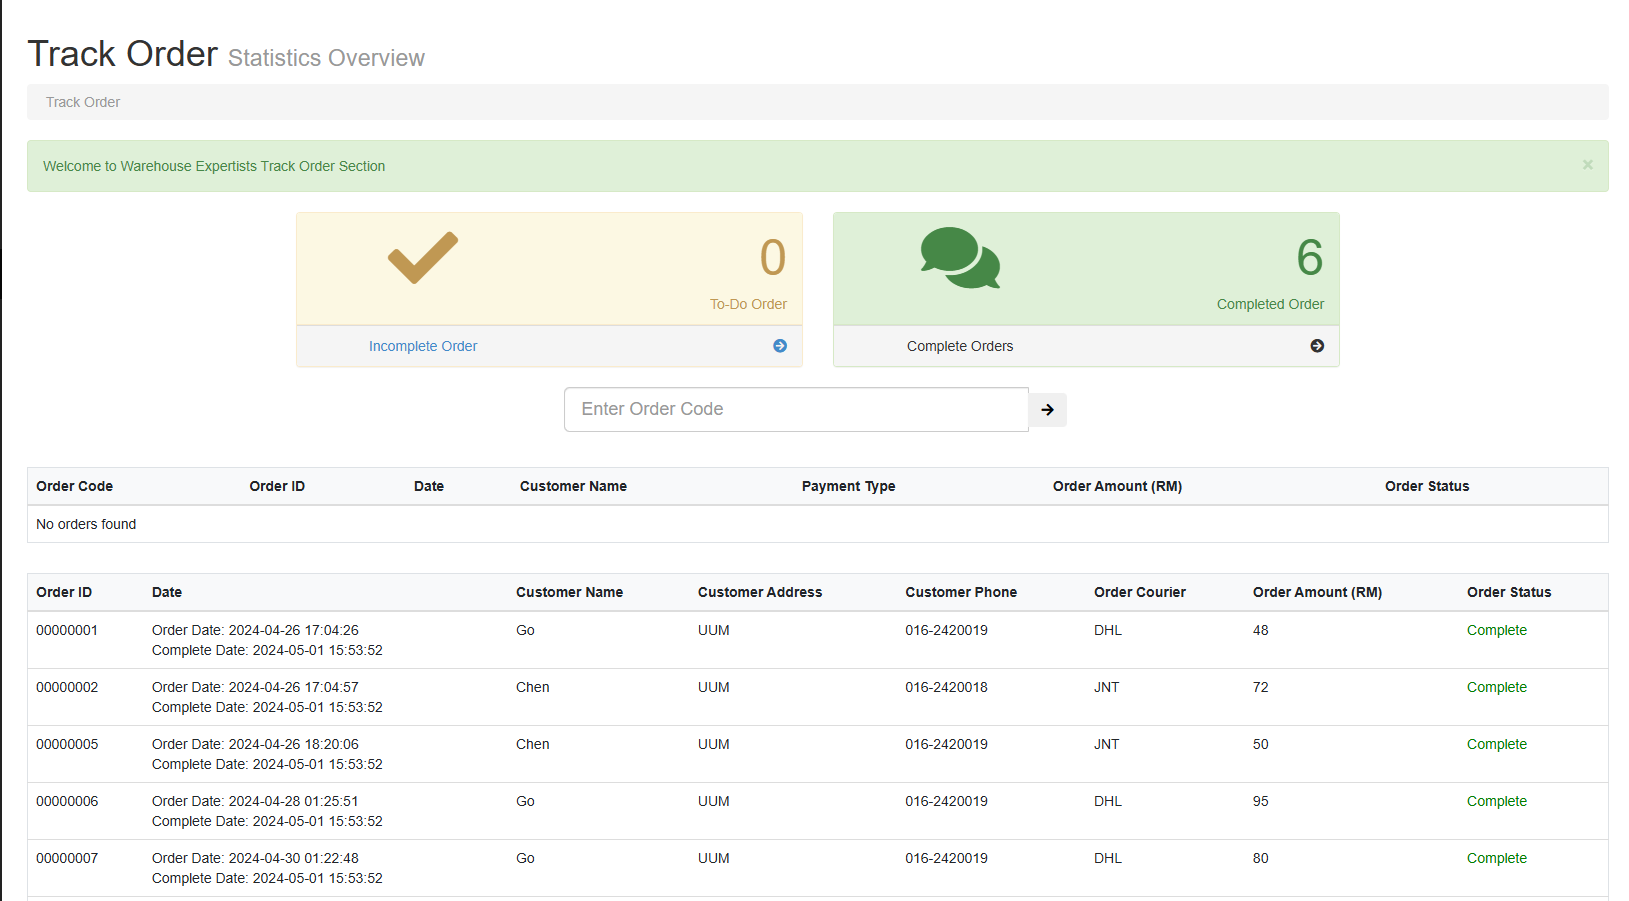 Track Order Statistics Overview
Track Order
Welcome to Warehouse Expertists Track Order Section
×
0
To-Do Order
Incomplete Order
6
Completed Order
Complete Orders
Enter Order Code
Order Code Order ID Date Customer Name Payment Type Order Amount (RM) Order Status
No orders found
Order ID Date Customer Name Customer Address Customer Phone Order Courier Order Amount (RM) Order Status
00000001 Order Date: 2024-04-26 17:04:26 Go UUM 016-2420019 DHL 48 Complete
Complete Date: 2024-05-01 15:53:52
00000002 Order Date: 2024-04-26 17:04:57 Chen UUM 016-2420018 JNT 72 Complete
Complete Date: 2024-05-01 15:53:52
00000005 Order Date: 2024-04-26 18:20:06 Chen UUM 016-2420019 JNT 50 Complete
Complete Date: 2024-05-01 15:53:52
00000006 Order Date: 2024-04-28 01:25:51 Go UUM 016-2420019 DHL 95 Complete
Complete Date: 2024-05-01 15:53:52
00000007 Order Date: 2024-04-30 01:22:48 Go UUM 016-2420019 DHL 80 Complete
Complete Date: 2024-05-01 15:53:52